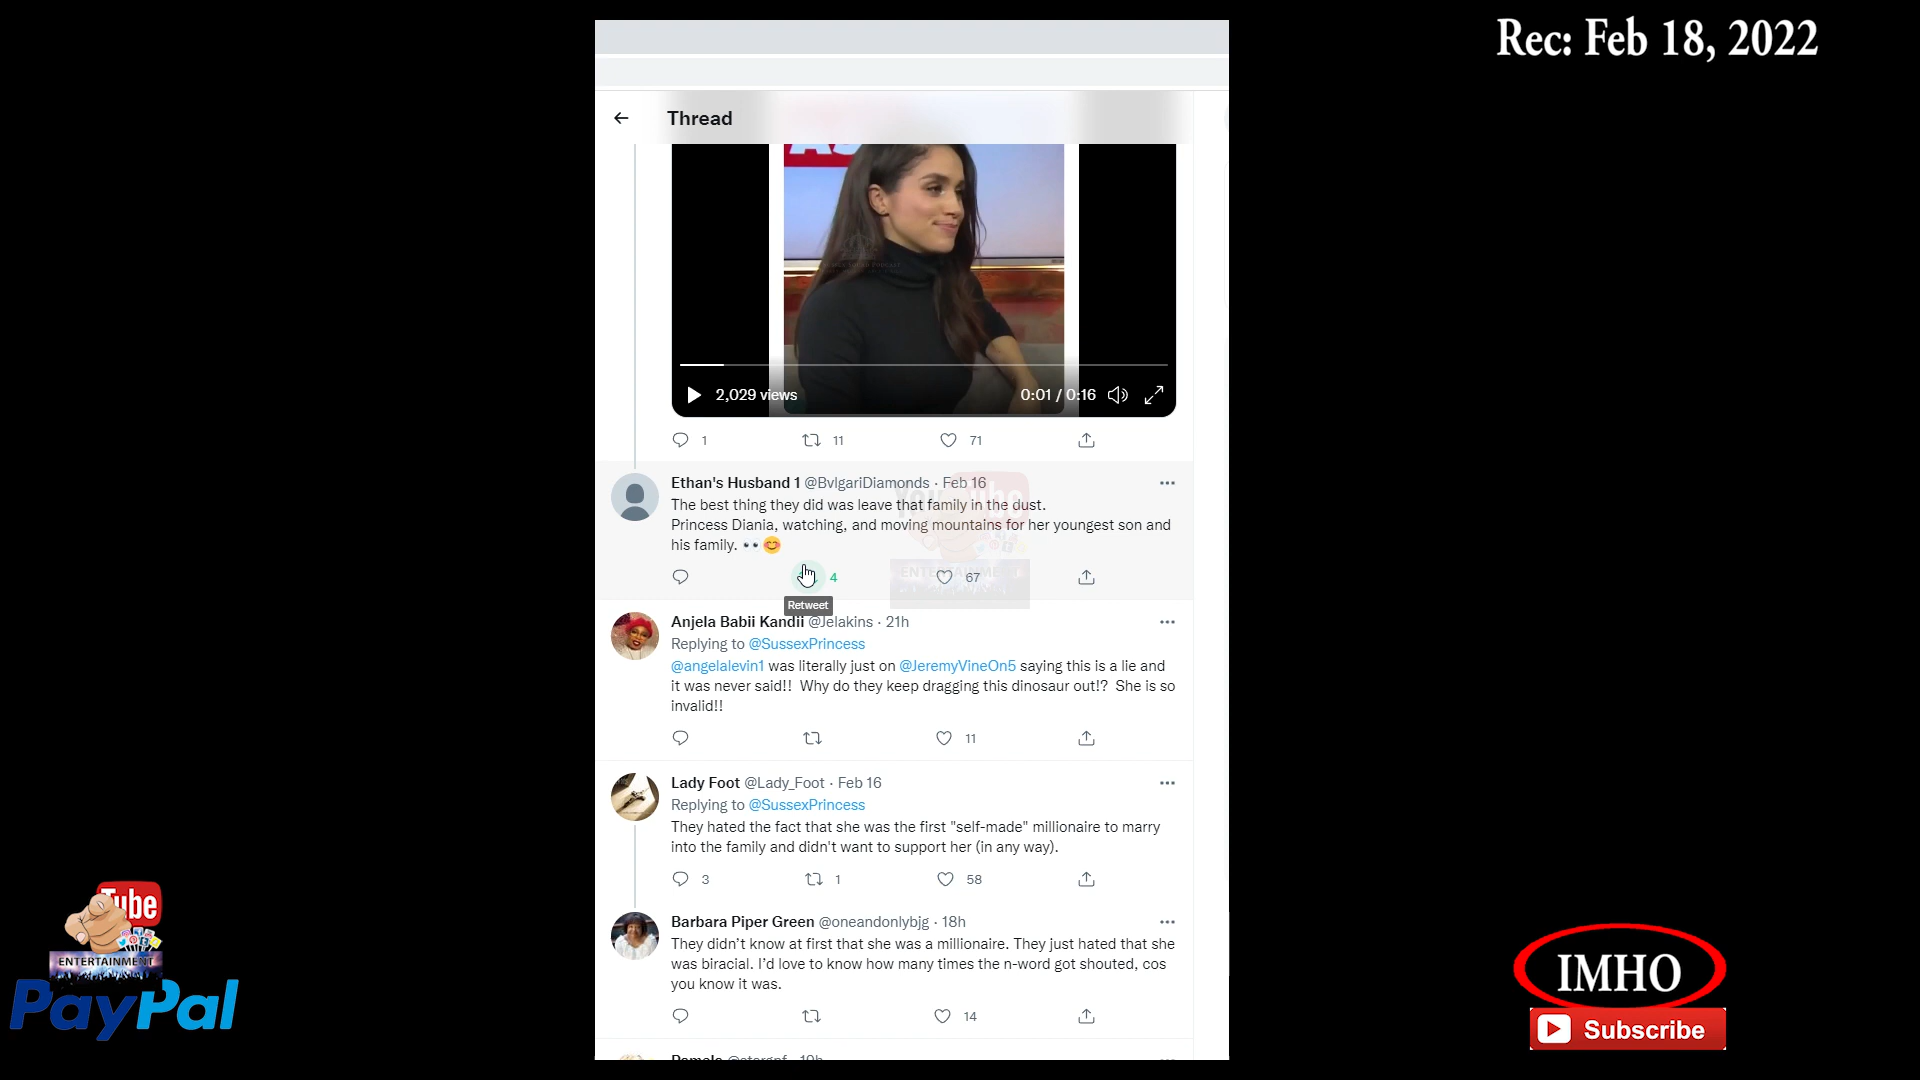 Rec: Feb 18, 2022
Thread
2,029 views
0:01 / 0:16
1 11 71
Ethan's Husband 1 @BvlgariDiamonds · Feb 16
The best thing they did was leave that family in the dust.
Princess Diania, watching, and moving mountains for her youngest son and
his family. 👀😊
4 67
Retweet
Anjela Babii Kandii @Jelakins · 21h
Replying to @SussexPrincess
@angelalevin1 was literally just on @JeremyVineOn5 saying this is a lie and
it was never said!! Why do they keep dragging this dinosaur out!? She is so
invalid!!
11
Lady Foot @Lady_Foot · Feb 16
Replying to @SussexPrincess
They hated the fact that she was the first "self-made" millionaire to marry
into the family and didn't want to support her (in any way).
3 1 58
Barbara Piper Green @oneandonlybjg · 18h
They didn’t know at first that she was a millionaire. They just hated that she
was biracial. I’d love to know how many times the n-word got shouted, cos
you know it was.
14
Tube
ENTERTAINMENT
PayPal
IMHO
Subscribe